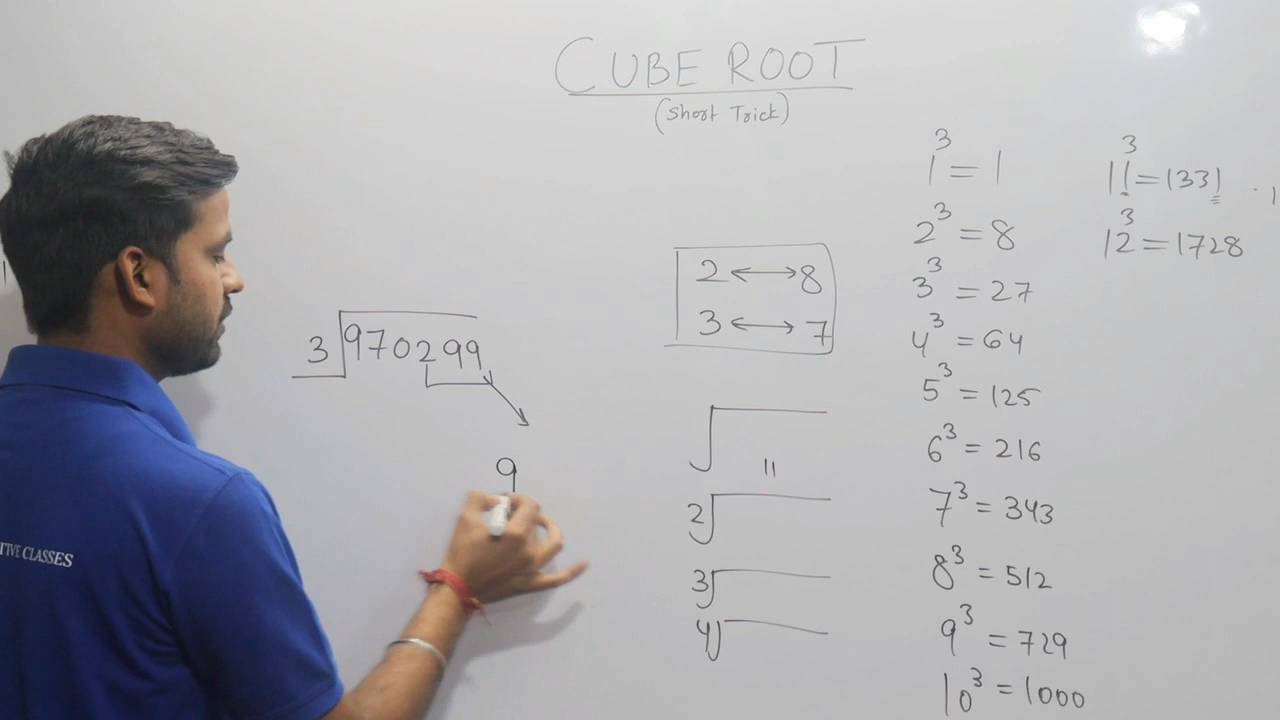 CUBE ROOT
(Short Trick)
1³ = 1
2³ = 8
3³ = 27
4³ = 64
5³ = 125
6³ = 216
7³ = 343
8³ = 512
9³ = 729
10³ = 1000
11³ = 1331
12³ = 1728
2 ↔ 8
3 ↔ 7
3√970299
9
√
11
2√
3√
4√
TIVE CLASSES